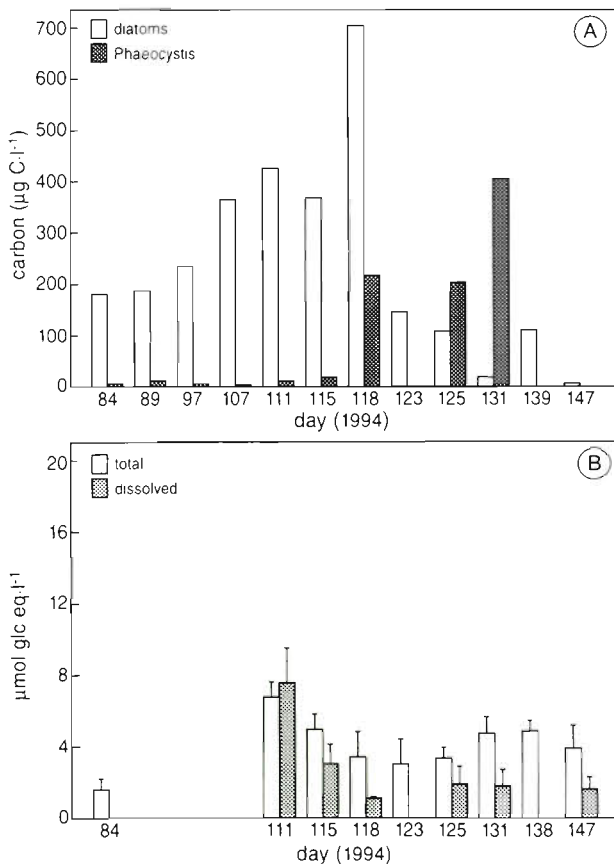 700
600
500
400
300
200
100
0
carbon (µg C·l⁻¹)
diatoms
Phaeocystis
A
84 89 97 107 111 115 118 123 125 131 139 147
day (1994)
20
16
12
8
4
0
µmol glc eq.l⁻¹
total
dissolved
B
84 111 115 118 123 125 131 138 147
day (1994)